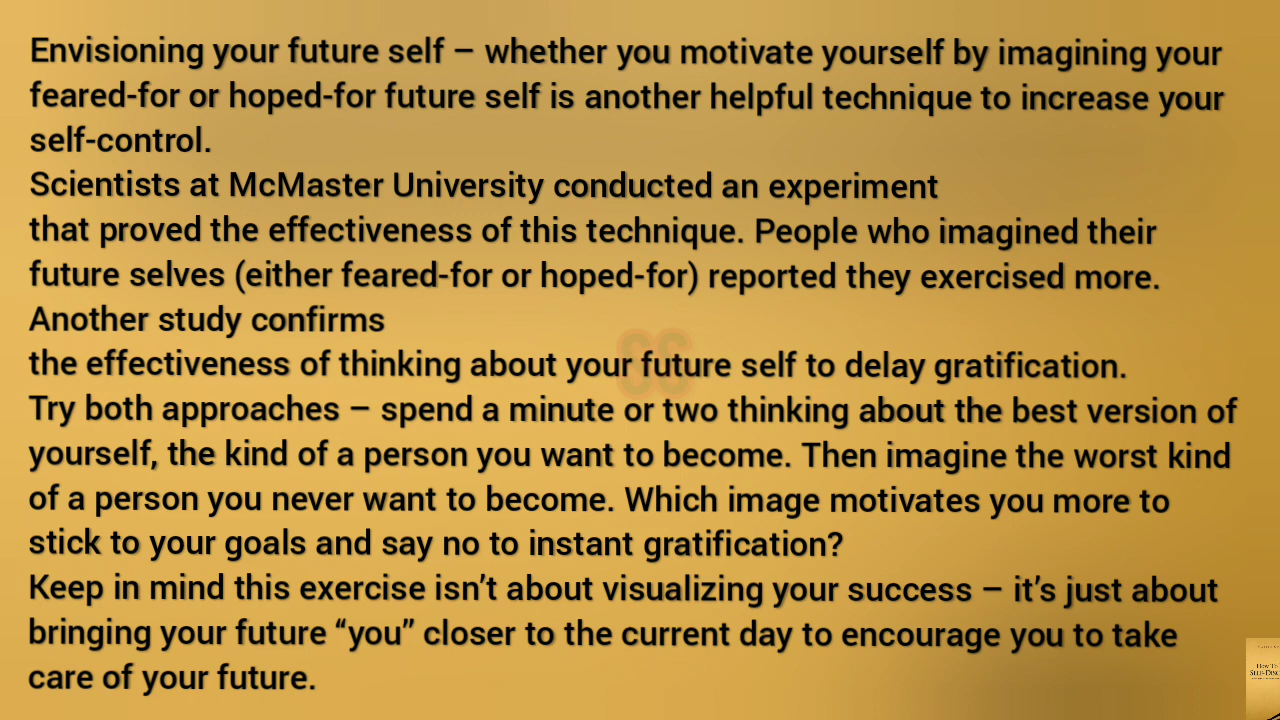 Envisioning your future self – whether you motivate yourself by imagining your
feared-for or hoped-for future self is another helpful technique to increase your
self-control.
Scientists at McMaster University conducted an experiment
that proved the effectiveness of this technique. People who imagined their
future selves (either feared-for or hoped-for) reported they exercised more.
Another study confirms
the effectiveness of thinking about your future self to delay gratification.
Try both approaches – spend a minute or two thinking about the best version of
yourself, the kind of a person you want to become. Then imagine the worst kind
of a person you never want to become. Which image motivates you more to
stick to your goals and say no to instant gratification?
Keep in mind this exercise isn’t about visualizing your success – it’s just about
bringing your future “you” closer to the current day to encourage you to take
care of your future.
SS
How To